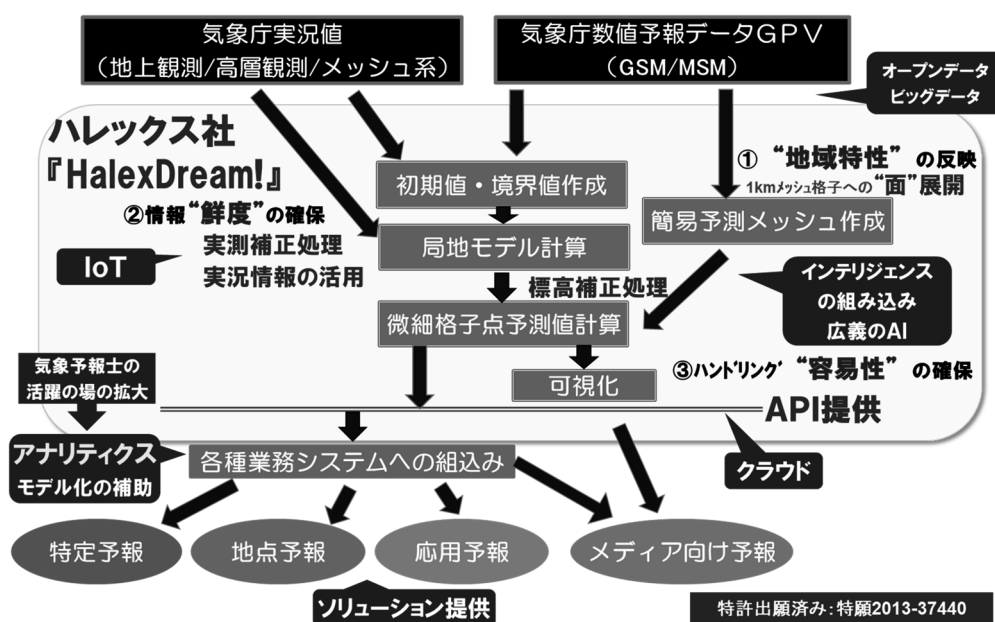 気象庁実況値
（地上観測/高層観測/メッシュ系）
気象庁数値予報データGPV
（GSM/MSM）
オープンデータ
ビッグデータ
ハレックス社
『HalexDream!』
①“地域特性”の反映
1kmメッシュ格子への“面”展開
初期値・境界値作成
②情報“鮮度”の確保
簡易予測メッシュ作成
実測補正処理
実況情報の活用
IoT
局地モデル計算
標高補正処理
インテリジェンス
の組み込み
広義のAI
微細格子点予測値計算
気象予報士の
活躍の場の拡大
可視化
③ハンドリング“容易性”の確保
API提供
アナリティクス
モデル化の補助
各種業務システムへの組込み
クラウド
特定予報
地点予報
応用予報
メディア向け予報
ソリューション提供
特許出願済み：特願2013-37440